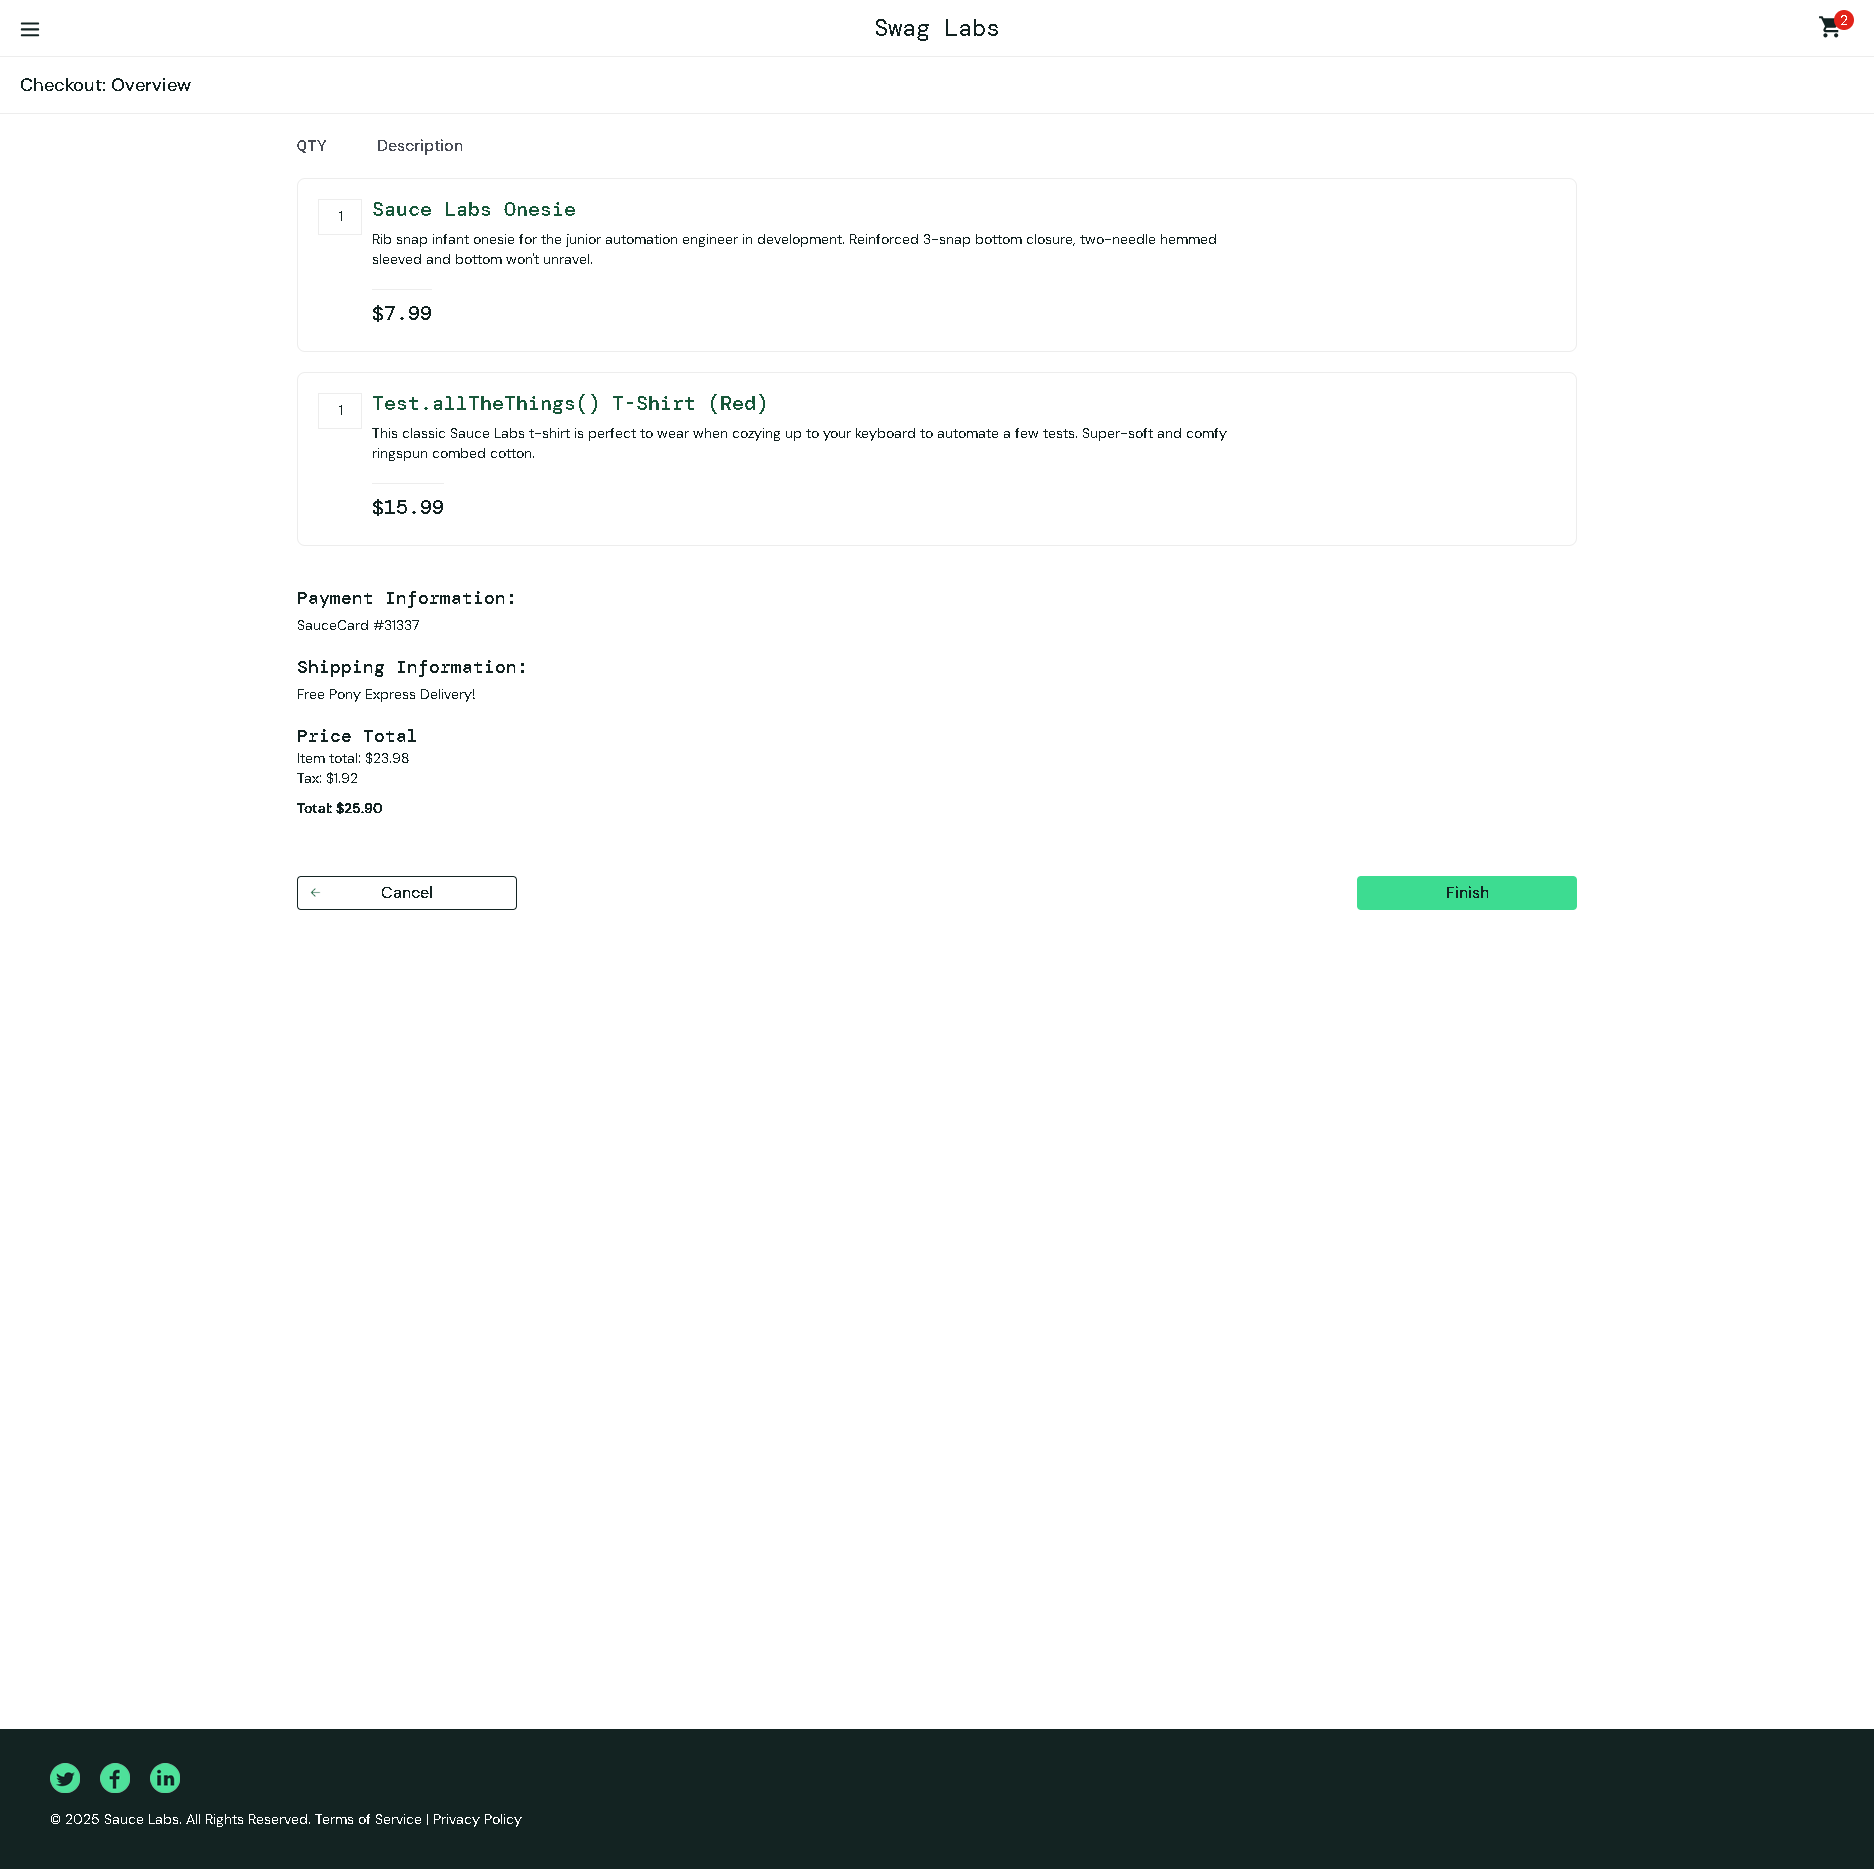 Swag Labs
2
Checkout: Overview
QTY Description
1
Sauce Labs Onesie
Rib snap infant onesie for the junior automation engineer in development. Reinforced 3-snap bottom closure, two-needle hemmed
sleeved and bottom won't unravel.
$7.99
1
Test.allTheThings() T-Shirt (Red)
This classic Sauce Labs t-shirt is perfect to wear when cozying up to your keyboard to automate a few tests. Super-soft and comfy
ringspun combed cotton.
$15.99
Payment Information:
SauceCard #31337
Shipping Information:
Free Pony Express Delivery!
Price Total
Item total: $23.98
Tax: $1.92
Total: $25.90
Cancel
Finish
© 2025 Sauce Labs. All Rights Reserved. Terms of Service | Privacy Policy